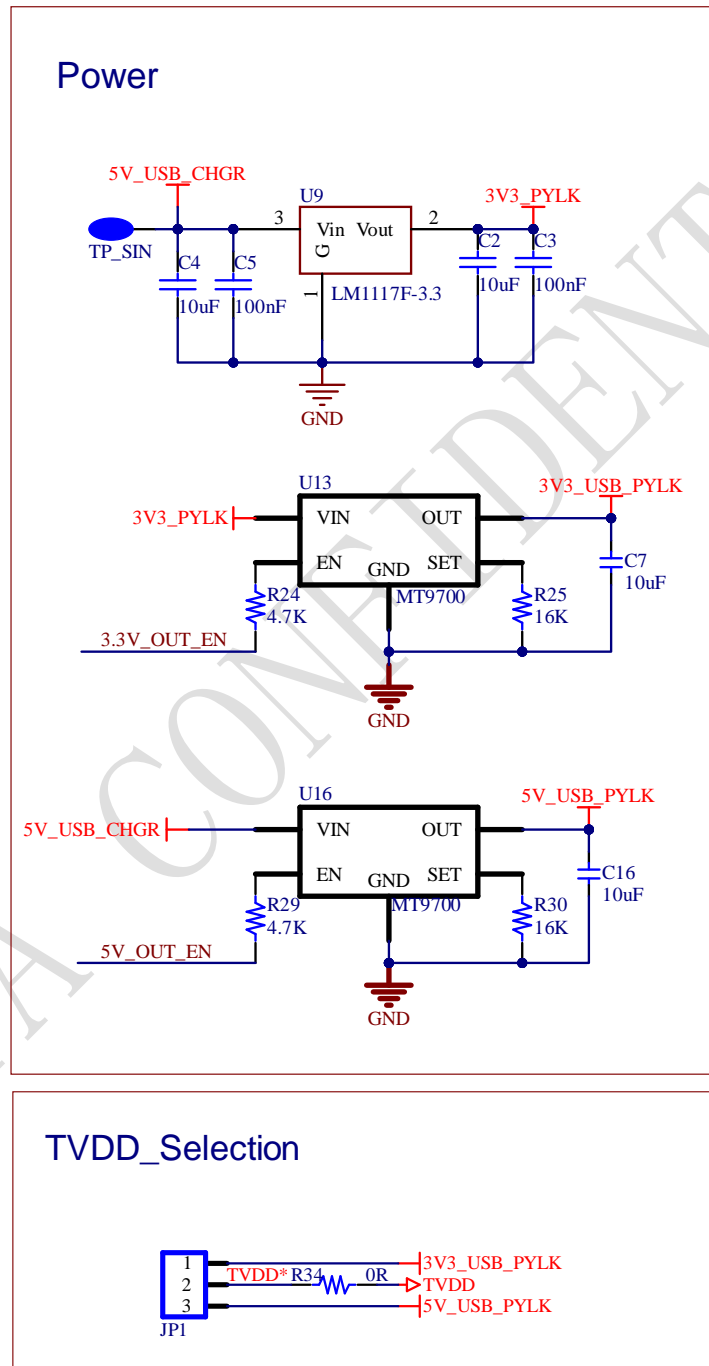 Power
5V_USB_CHGR
TP_SIN
C4
10uF
C5
100nF
U9
3
Vin Vout
G
2
1
LM1117F-3.3
3V3_PYLK
C2
10uF
C3
100nF
GND
U13
3V3_PYLK
VIN OUT
EN GND SET
MT9700
3V3_USB_PYLK
C7
10uF
R24
4.7K
R25
16K
3.3V_OUT_EN
GND
U16
5V_USB_CHGR
VIN OUT
EN GND SET
MT9700
5V_USB_PYLK
C16
10uF
R29
4.7K
R30
16K
5V_OUT_EN
GND
A CONFIDENT
TVDD_Selection
1 3V3_USB_PYLK
2 TVDD* R34 0R TVDD
3 5V_USB_PYLK
JP1